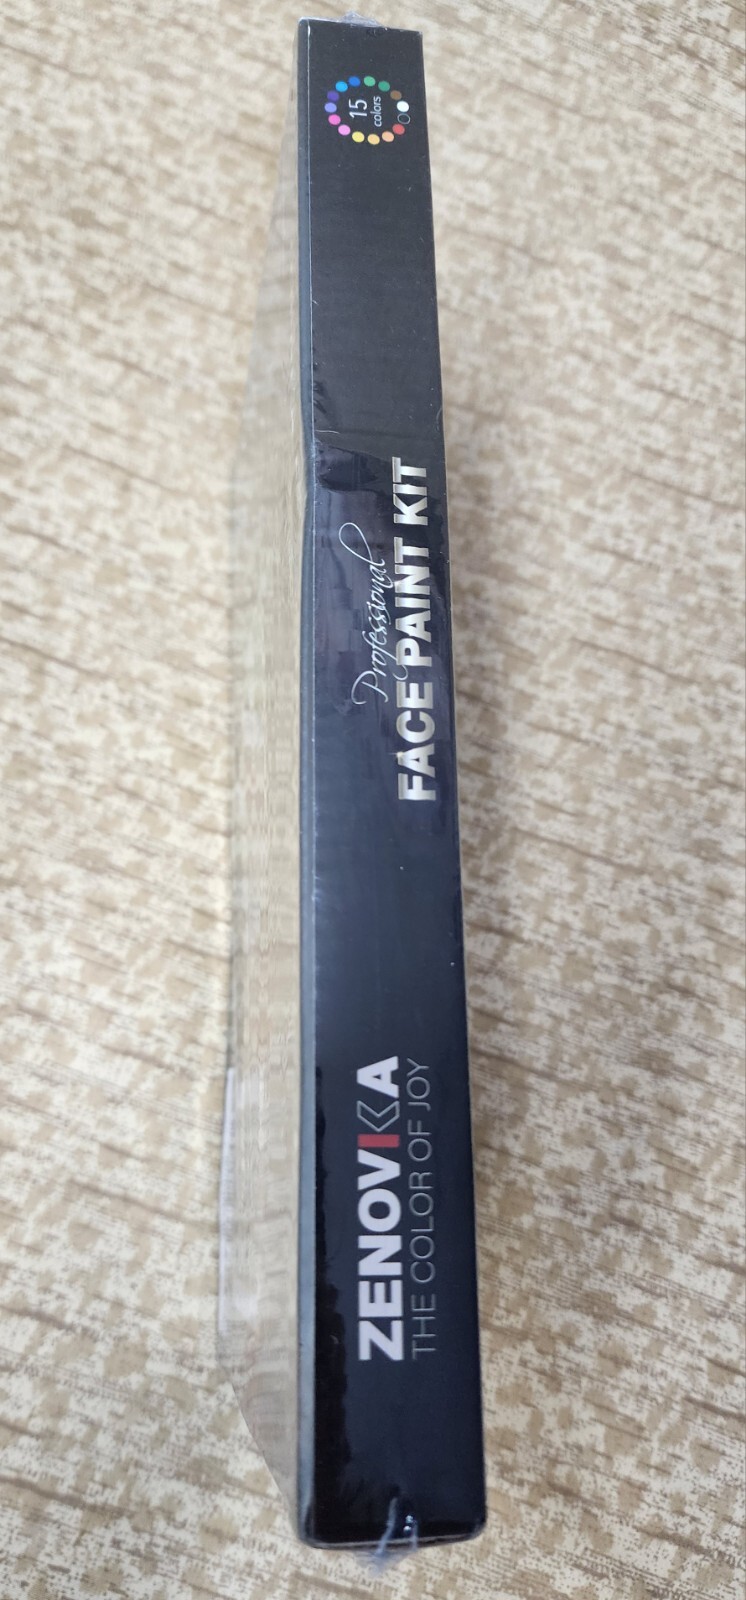 ZENOVIKA
THE COLOR OF JOY
Professional
FACE PAINT KIT
15
colors